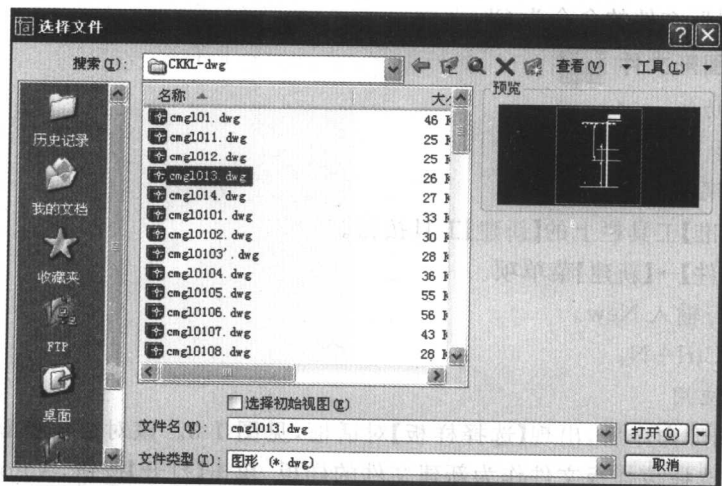 选择文件
搜索(I): CKKL-dwg 查看(V) 工具(L)
历史记录
我的文档
收藏夹
FTP
桌面
名称 大小
cmgl01.dwg 46 K
cmgl011.dwg 25 K
cmgl012.dwg 25 K
cmgl013.dwg 26 K
cmgl014.dwg 27 K
cmgl0101.dwg 33 K
cmgl0102.dwg 30 K
cmgl0103'.dwg 28 K
cmgl0104.dwg 36 K
cmgl0105.dwg 55 K
cmgl0106.dwg 56 K
cmgl0107.dwg 43 K
cmgl0108.dwg 28 K
预览
选择初始视图(E)
文件名(N): cmgl013.dwg 打开(O)
文件类型(T): 图形 (*.dwg) 取消